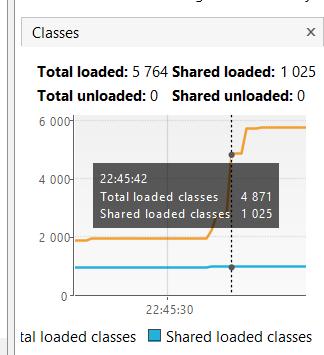 Classes ×
Total loaded: 5 764 Shared loaded: 1 025
Total unloaded: 0 Shared unloaded: 0
6 000
4 000
2 000
0
22:45:42
Total loaded classes 4 871
Shared loaded classes 1 025
22:45:30
tal loaded classes Shared loaded classes